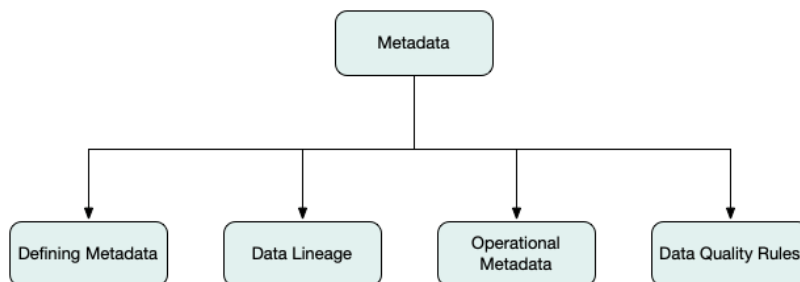 Metadata
Defining Metadata
Data Lineage
Operational
Metadata
Data Quality Rules